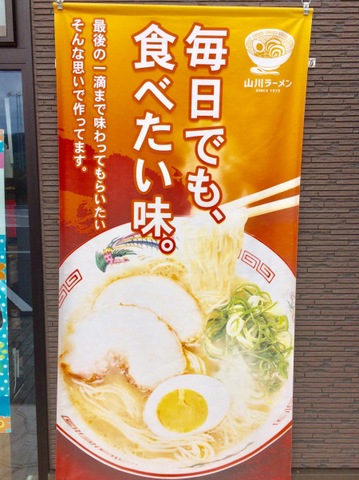 毎日でも、
食べたい味。
最後の一滴まで味わってもらいたい
そんな思いで作ってます。
山川ラーメン